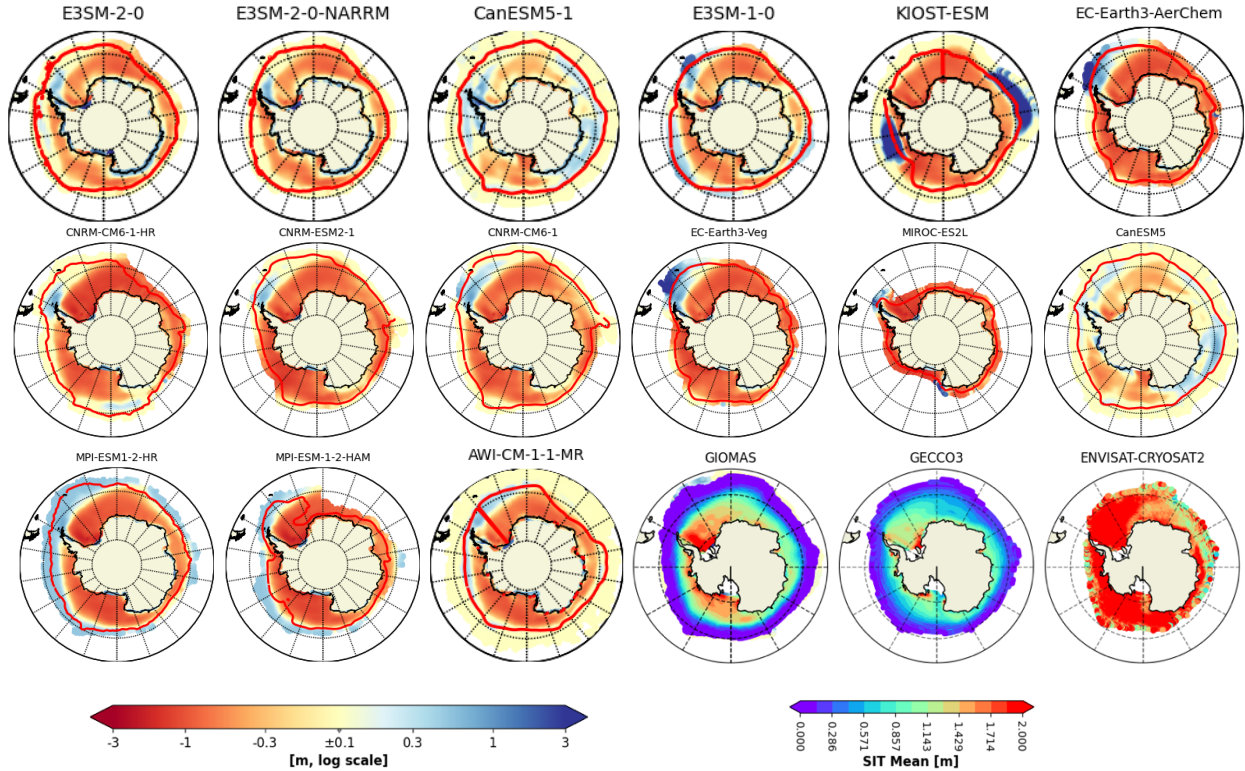 E3SM-2-0 E3SM-2-0-NARRM CanESM5-1 E3SM-1-0 KIOST-ESM EC-Earth3-AerChem
CNRM-CM6-1-HR CNRM-ESM2-1 CNRM-CM6-1 EC-Earth3-Veg MIROC-ES2L CanESM5
MPI-ESM1-2-HR MPI-ESM-1-2-HAM AWI-CM-1-1-MR GIOMAS GECCO3 ENVISAT-CRYOSAT2
-3 -1 -0.3 ±0.1 0.3 1 3
[m, log scale]
0.000 0.286 0.571 0.857 1.143 1.429 1.714 2.000
SIT Mean [m]